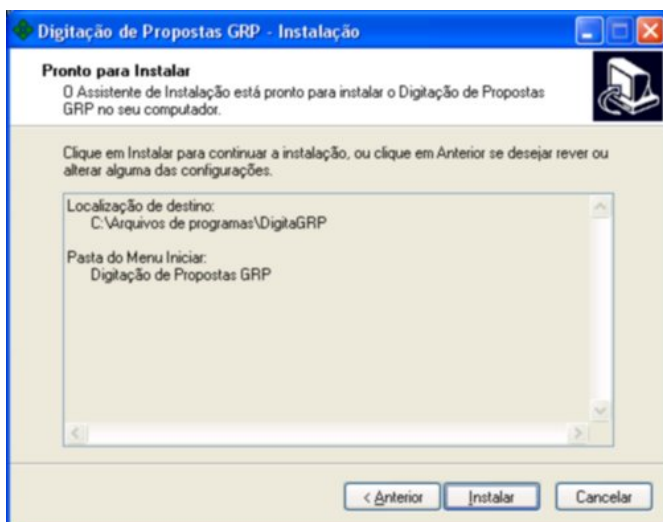 Digitação de Propostas GRP - Instalação
Pronto para Instalar
O Assistente de Instalação está pronto para instalar o Digitação de Propostas
GRP no seu computador.
Clique em Instalar para continuar a instalação, ou clique em Anterior se desejar rever ou
alterar alguma das configurações.
Localização de destino:
C:\Arquivos de programas\DigitaGRP
Pasta do Menu Iniciar:
Digitação de Propostas GRP
< Anterior Instalar Cancelar